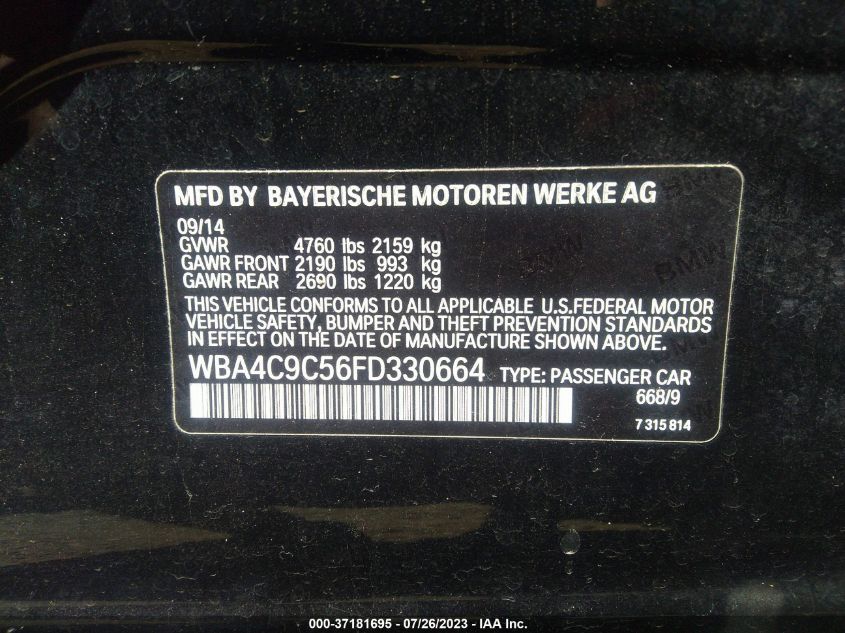 MFD BY BAYERISCHE MOTOREN WERKE AG
09/14
GVWR 4760 lbs 2159 kg
GAWR FRONT 2190 lbs 993 kg
GAWR REAR 2690 lbs 1220 kg
THIS VEHICLE CONFORMS TO ALL APPLICABLE U.S.FEDERAL MOTOR
VEHICLE SAFETY, BUMPER AND THEFT PREVENTION STANDARDS
IN EFFECT ON THE DATE OF MANUFACTURE SHOWN ABOVE.
WBA4C9C56FD330664 TYPE: PASSENGER CAR
668/9
7 315 814
BMW
000-37181695 - 07/26/2023 - IAA Inc.